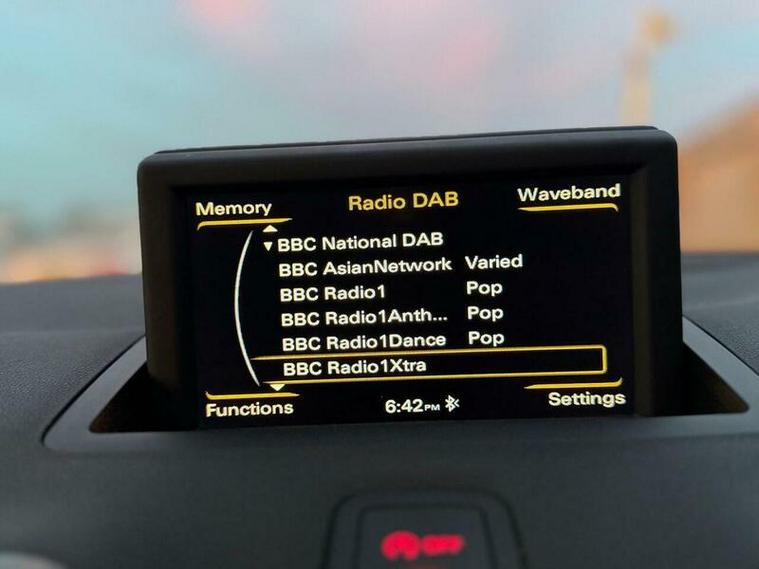 Memory Radio DAB Waveband
BBC National DAB
BBC AsianNetwork Varied
BBC Radio1 Pop
BBC Radio1Anth... Pop
BBC Radio1Dance Pop
BBC Radio1Xtra
Functions 6:42PM Settings
OFF